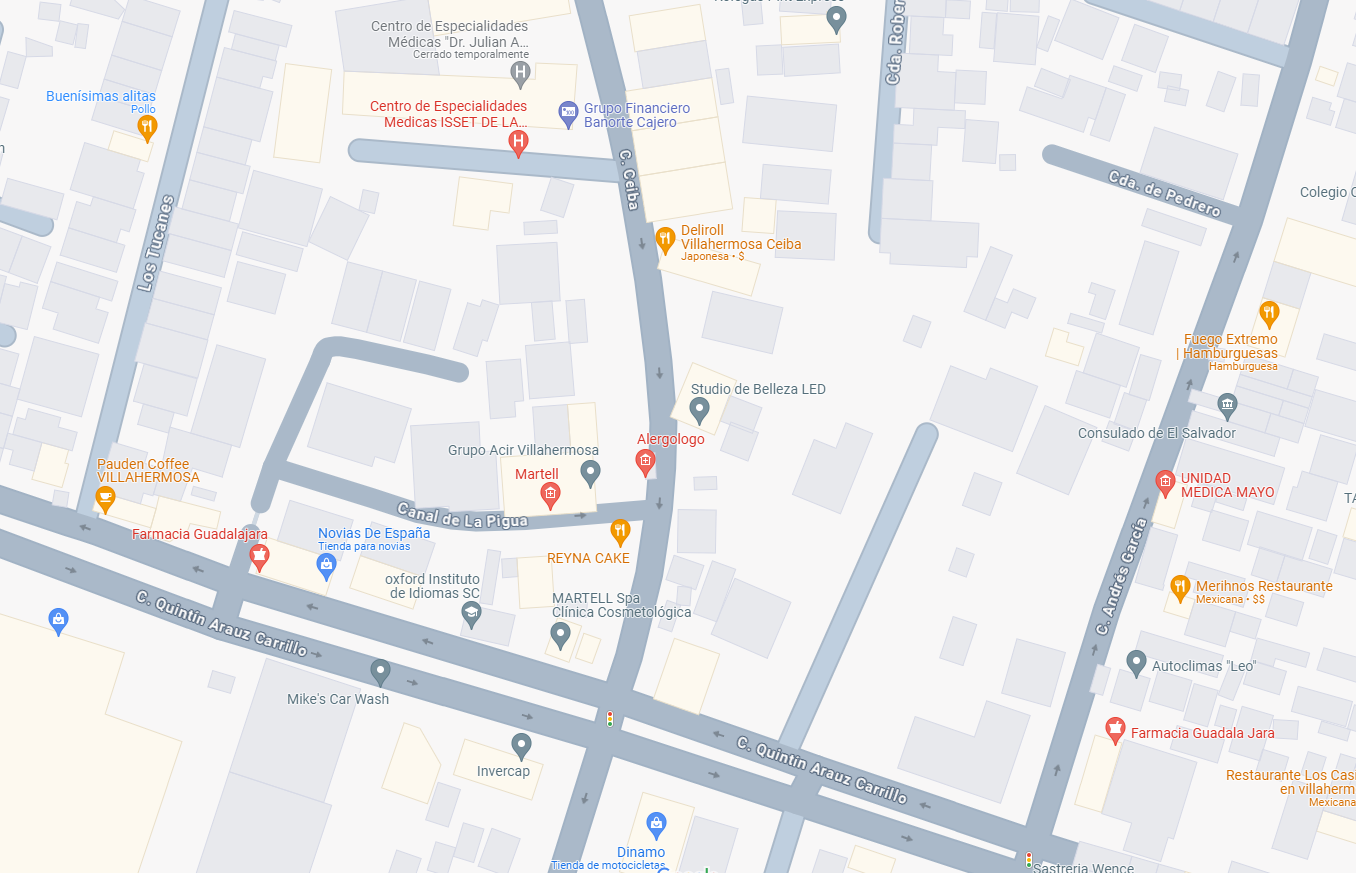 Centro de Especialidades
Médicas "Dr. Julian A...
Cerrado temporalmente
Cda. Rober
Buenísimas alitas
Pollo
Centro de Especialidades
Medicas ISSET DE LA...
Grupo Financiero
Banorte Cajero
C. Ceiba
Cda. de Pedrero
Colegio C
Los Tucanes
Deliroll
Villahermosa Ceiba
Japonesa • $
Fuego Extremo
| Hamburguesas
Hamburguesa
Studio de Belleza LED
Consulado de El Salvador
Alergologo
Grupo Acir Villahermosa
Martell
Pauden Coffee
VILLAHERMOSA
UNIDAD
MEDICA MAYO
TA
Canal de La Pigua
Farmacia Guadalajara
Novias De España
Tienda para novias
REYNA CAKE
C. Andrés García
oxford Instituto
de Idiomas SC
MARTELL Spa
Clínica Cosmetológica
Merihnos Restaurante
Mexicana • $$
C. Quintín Arauz Carrillo
Autoclimas "Leo"
Mike's Car Wash
Farmacia Guadala Jara
C. Quintín Arauz Carrillo
Invercap
Restaurante Los Casi
en villaherm
Mexicana
Dinamo
Tienda de motocicletas
Sastreria Wence